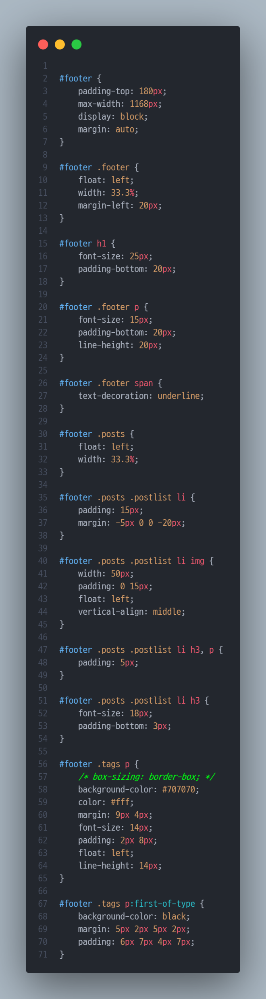 1
2 #footer {
3     padding-top: 180px;
4     max-width: 1168px;
5     display: block;
6     margin: auto;
7 }
8
9 #footer .footer {
10     float: left;
11     width: 33.3%;
12     margin-left: 20px;
13 }
14
15 #footer h1 {
16     font-size: 25px;
17     padding-bottom: 20px;
18 }
19
20 #footer .footer p {
21     font-size: 15px;
22     padding-bottom: 20px;
23     line-height: 20px;
24 }
25
26 #footer .footer span {
27     text-decoration: underline;
28 }
29
30 #footer .posts {
31     float: left;
32     width: 33.3%;
33 }
34
35 #footer .posts .postlist li {
36     padding: 15px;
37     margin: -5px 0 0 -20px;
38 }
39
40 #footer .posts .postlist li img {
41     width: 50px;
42     padding: 0 15px;
43     float: left;
44     vertical-align: middle;
45 }
46
47 #footer .posts .postlist li h3, p {
48     padding: 5px;
49 }
50
51 #footer .posts .postlist li h3 {
52     font-size: 18px;
53     padding-bottom: 3px;
54 }
55
56 #footer .tags p {
57     /* box-sizing: border-box; */
58     background-color: #707070;
59     color: #fff;
60     margin: 9px 4px;
61     font-size: 14px;
62     padding: 2px 8px;
63     float: left;
64     line-height: 14px;
65 }
66
67 #footer .tags p:first-of-type {
68     background-color: black;
69     margin: 5px 2px 5px 2px;
70     padding: 6px 7px 4px 7px;
71 }